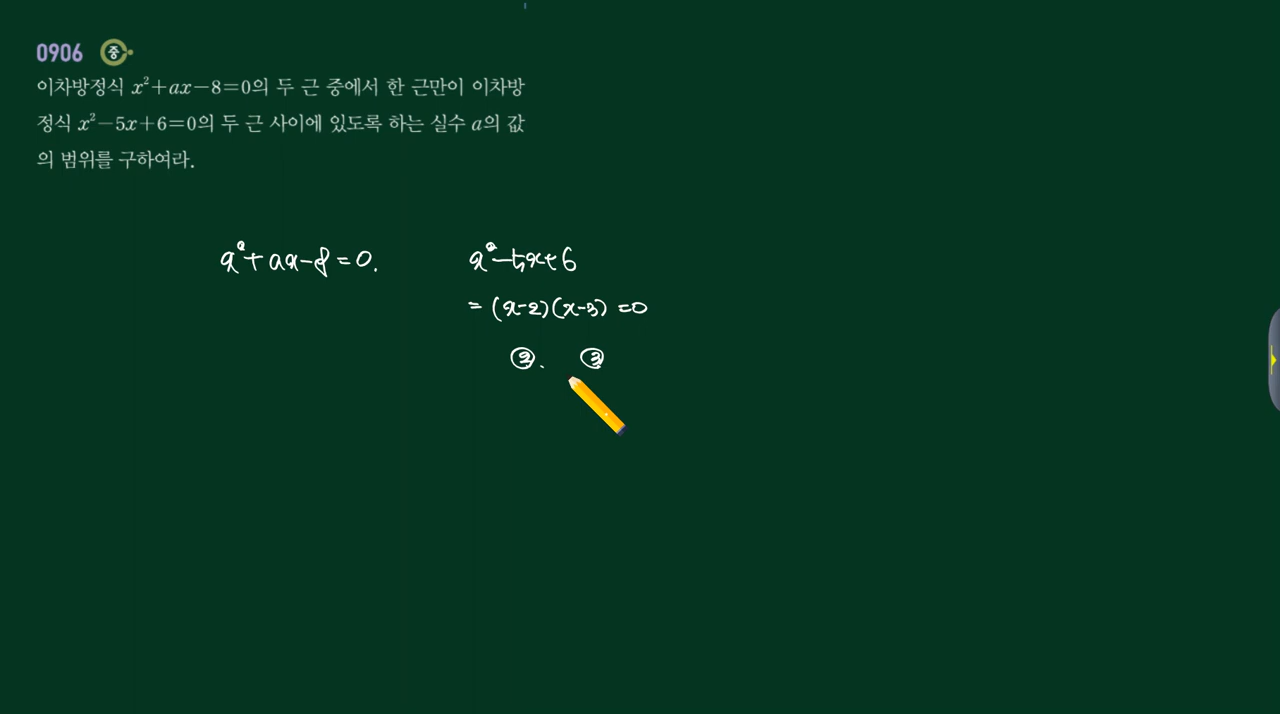 0906 중
이차방정식 x²+ax−8=0의 두 근 중에서 한 근만이 이차방
정식 x²−5x+6=0의 두 근 사이에 있도록 하는 실수 a의 값
의 범위를 구하여라.
x²+ax−8=0. x²−5x+6
= (x−2)(x−3) =0
②. ③